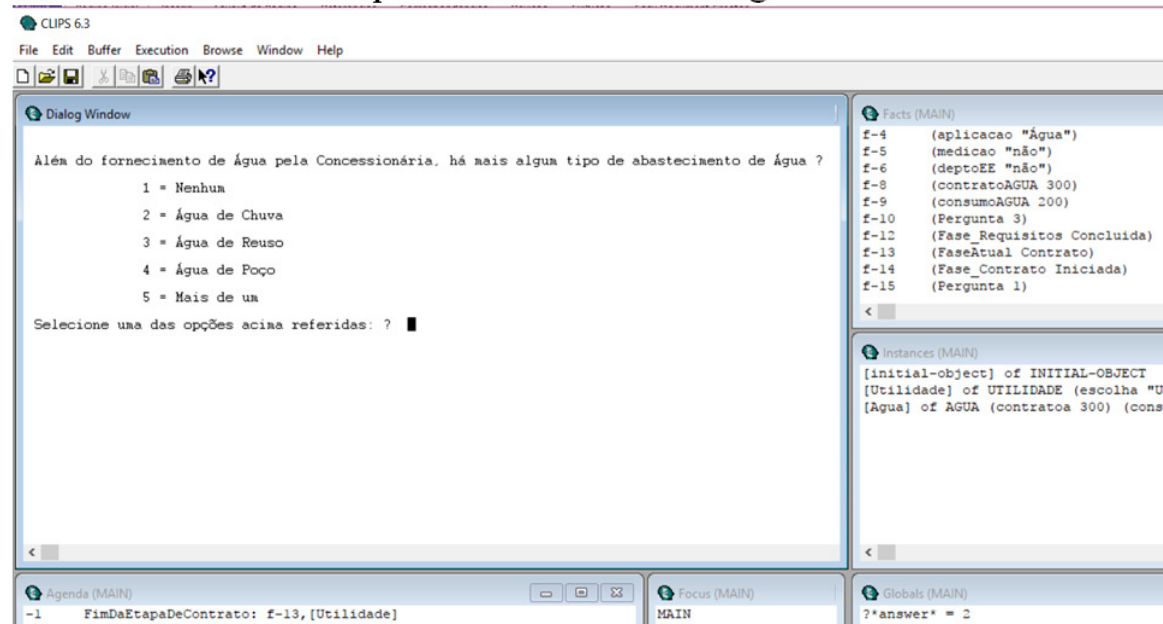 CLIPS 6.3
File Edit Buffer Execution Browse Window Help
Dialog Window
Além do fornecimento de Água pela Concessionária, há mais algum tipo de abastecimento de Água ?
1 = Nenhum
2 = Água de Chuva
3 = Água de Reuso
4 = Água de Poço
5 = Mais de um
Selecione uma das opções acima referidas: ?
Facts (MAIN)
f-4 (aplicacao "Água")
f-5 (medicao "não")
f-6 (deptoEE "não")
f-8 (contratoAGUA 300)
f-9 (consumoAGUA 200)
f-10 (Pergunta 3)
f-12 (Fase_Requisitos Concluida)
f-13 (FaseAtual Contrato)
f-14 (Fase_Contrato Iniciada)
f-15 (Pergunta 1)
Instances (MAIN)
[initial-object] of INITIAL-OBJECT
[Utilidade] of UTILIDADE (escolha "U
[Agua] of AGUA (contratoa 300) (cons
Agenda (MAIN)
-1 FimDaEtapaDeContrato: f-13,[Utilidade]
Focus (MAIN)
MAIN
Globals (MAIN)
?*answer* = 2